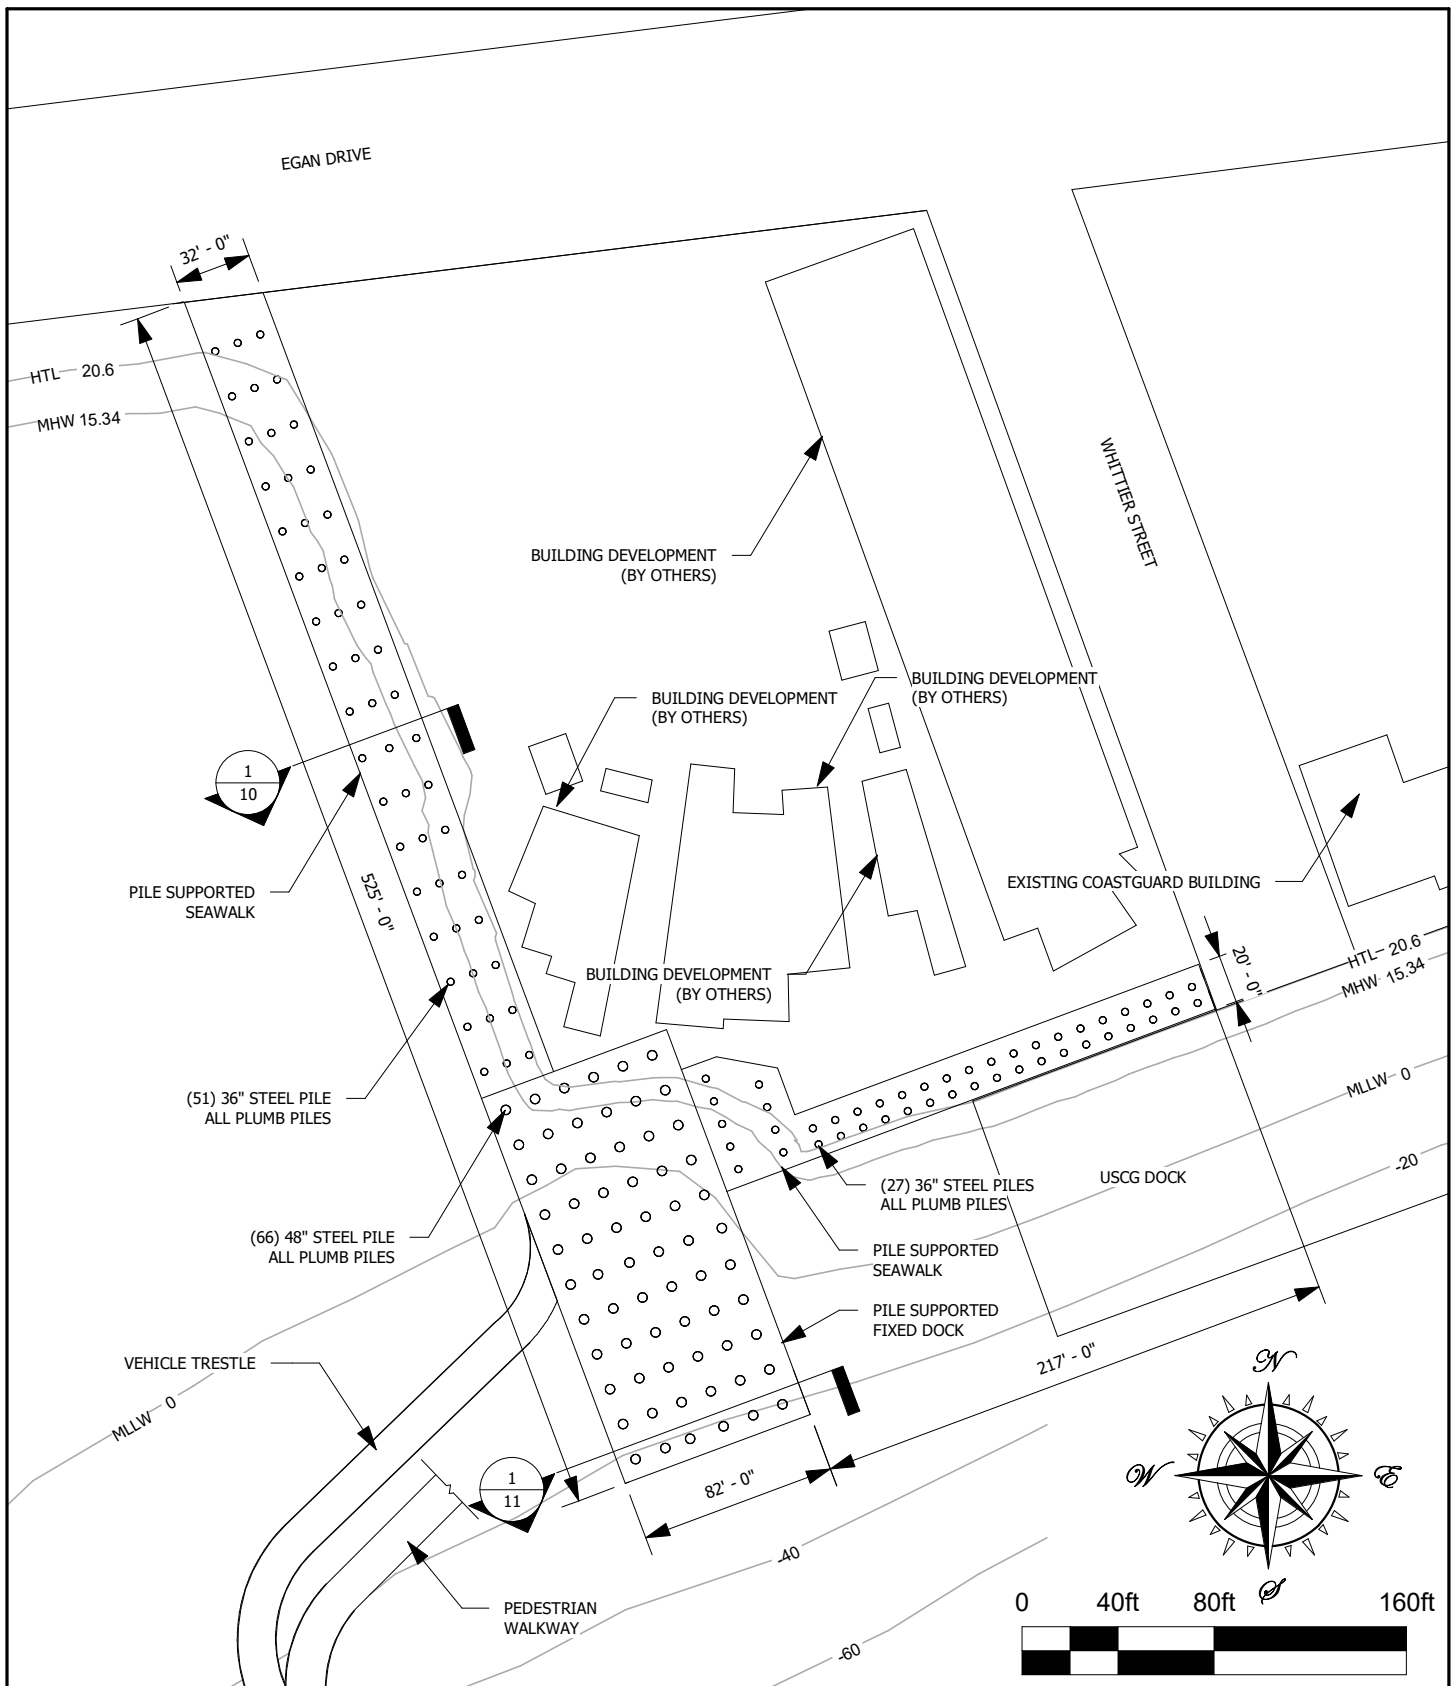 EGAN DRIVE
32' - 0"
HTL 20.6
MHW 15.34
WHITTIER STREET
BUILDING DEVELOPMENT
(BY OTHERS)
BUILDING DEVELOPMENT
(BY OTHERS)
BUILDING DEVELOPMENT
(BY OTHERS)
1
10
PILE SUPPORTED
SEAWALK
525' - 0"
EXISTING COASTGUARD BUILDING
BUILDING DEVELOPMENT
(BY OTHERS)
20' - 0"
HTL 20.6
MHW 15.34
MLLW 0
-20
(51) 36" STEEL PILE
ALL PLUMB PILES
(27) 36" STEEL PILES
ALL PLUMB PILES
USCG DOCK
(66) 48" STEEL PILE
ALL PLUMB PILES
PILE SUPPORTED
SEAWALK
PILE SUPPORTED
FIXED DOCK
VEHICLE TRESTLE
MLLW 0
217' - 0"
82' - 0"
1
11
N
W
E
S
-40
-60
PEDESTRIAN
WALKWAY
0 40ft 80ft 160ft